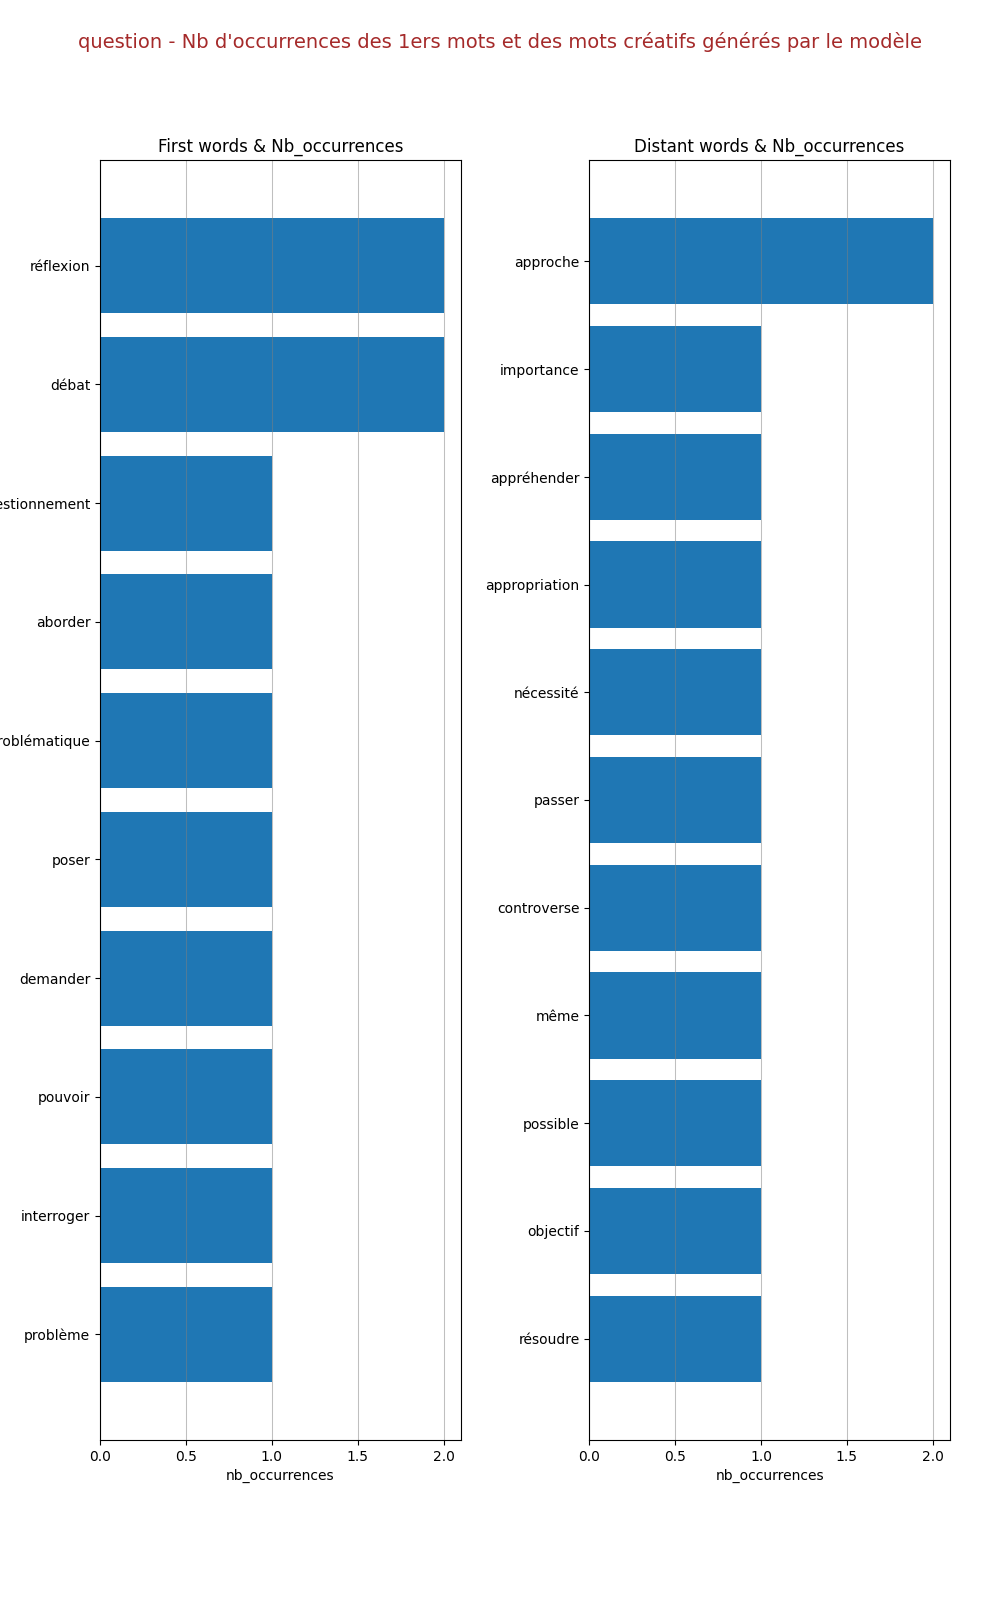 question - Nb d'occurrences des 1ers mots et des mots créatifs générés par le modèle
First words & Nb_occurrences
réflexion
débat
estionnement
aborder
roblématique
poser
demander
pouvoir
interroger
problème
0.0 0.5 1.0 1.5 2.0
nb_occurrences
Distant words & Nb_occurrences
approche
importance
appréhender
appropriation
nécessité
passer
controverse
même
possible
objectif
résoudre
0.0 0.5 1.0 1.5 2.0
nb_occurrences